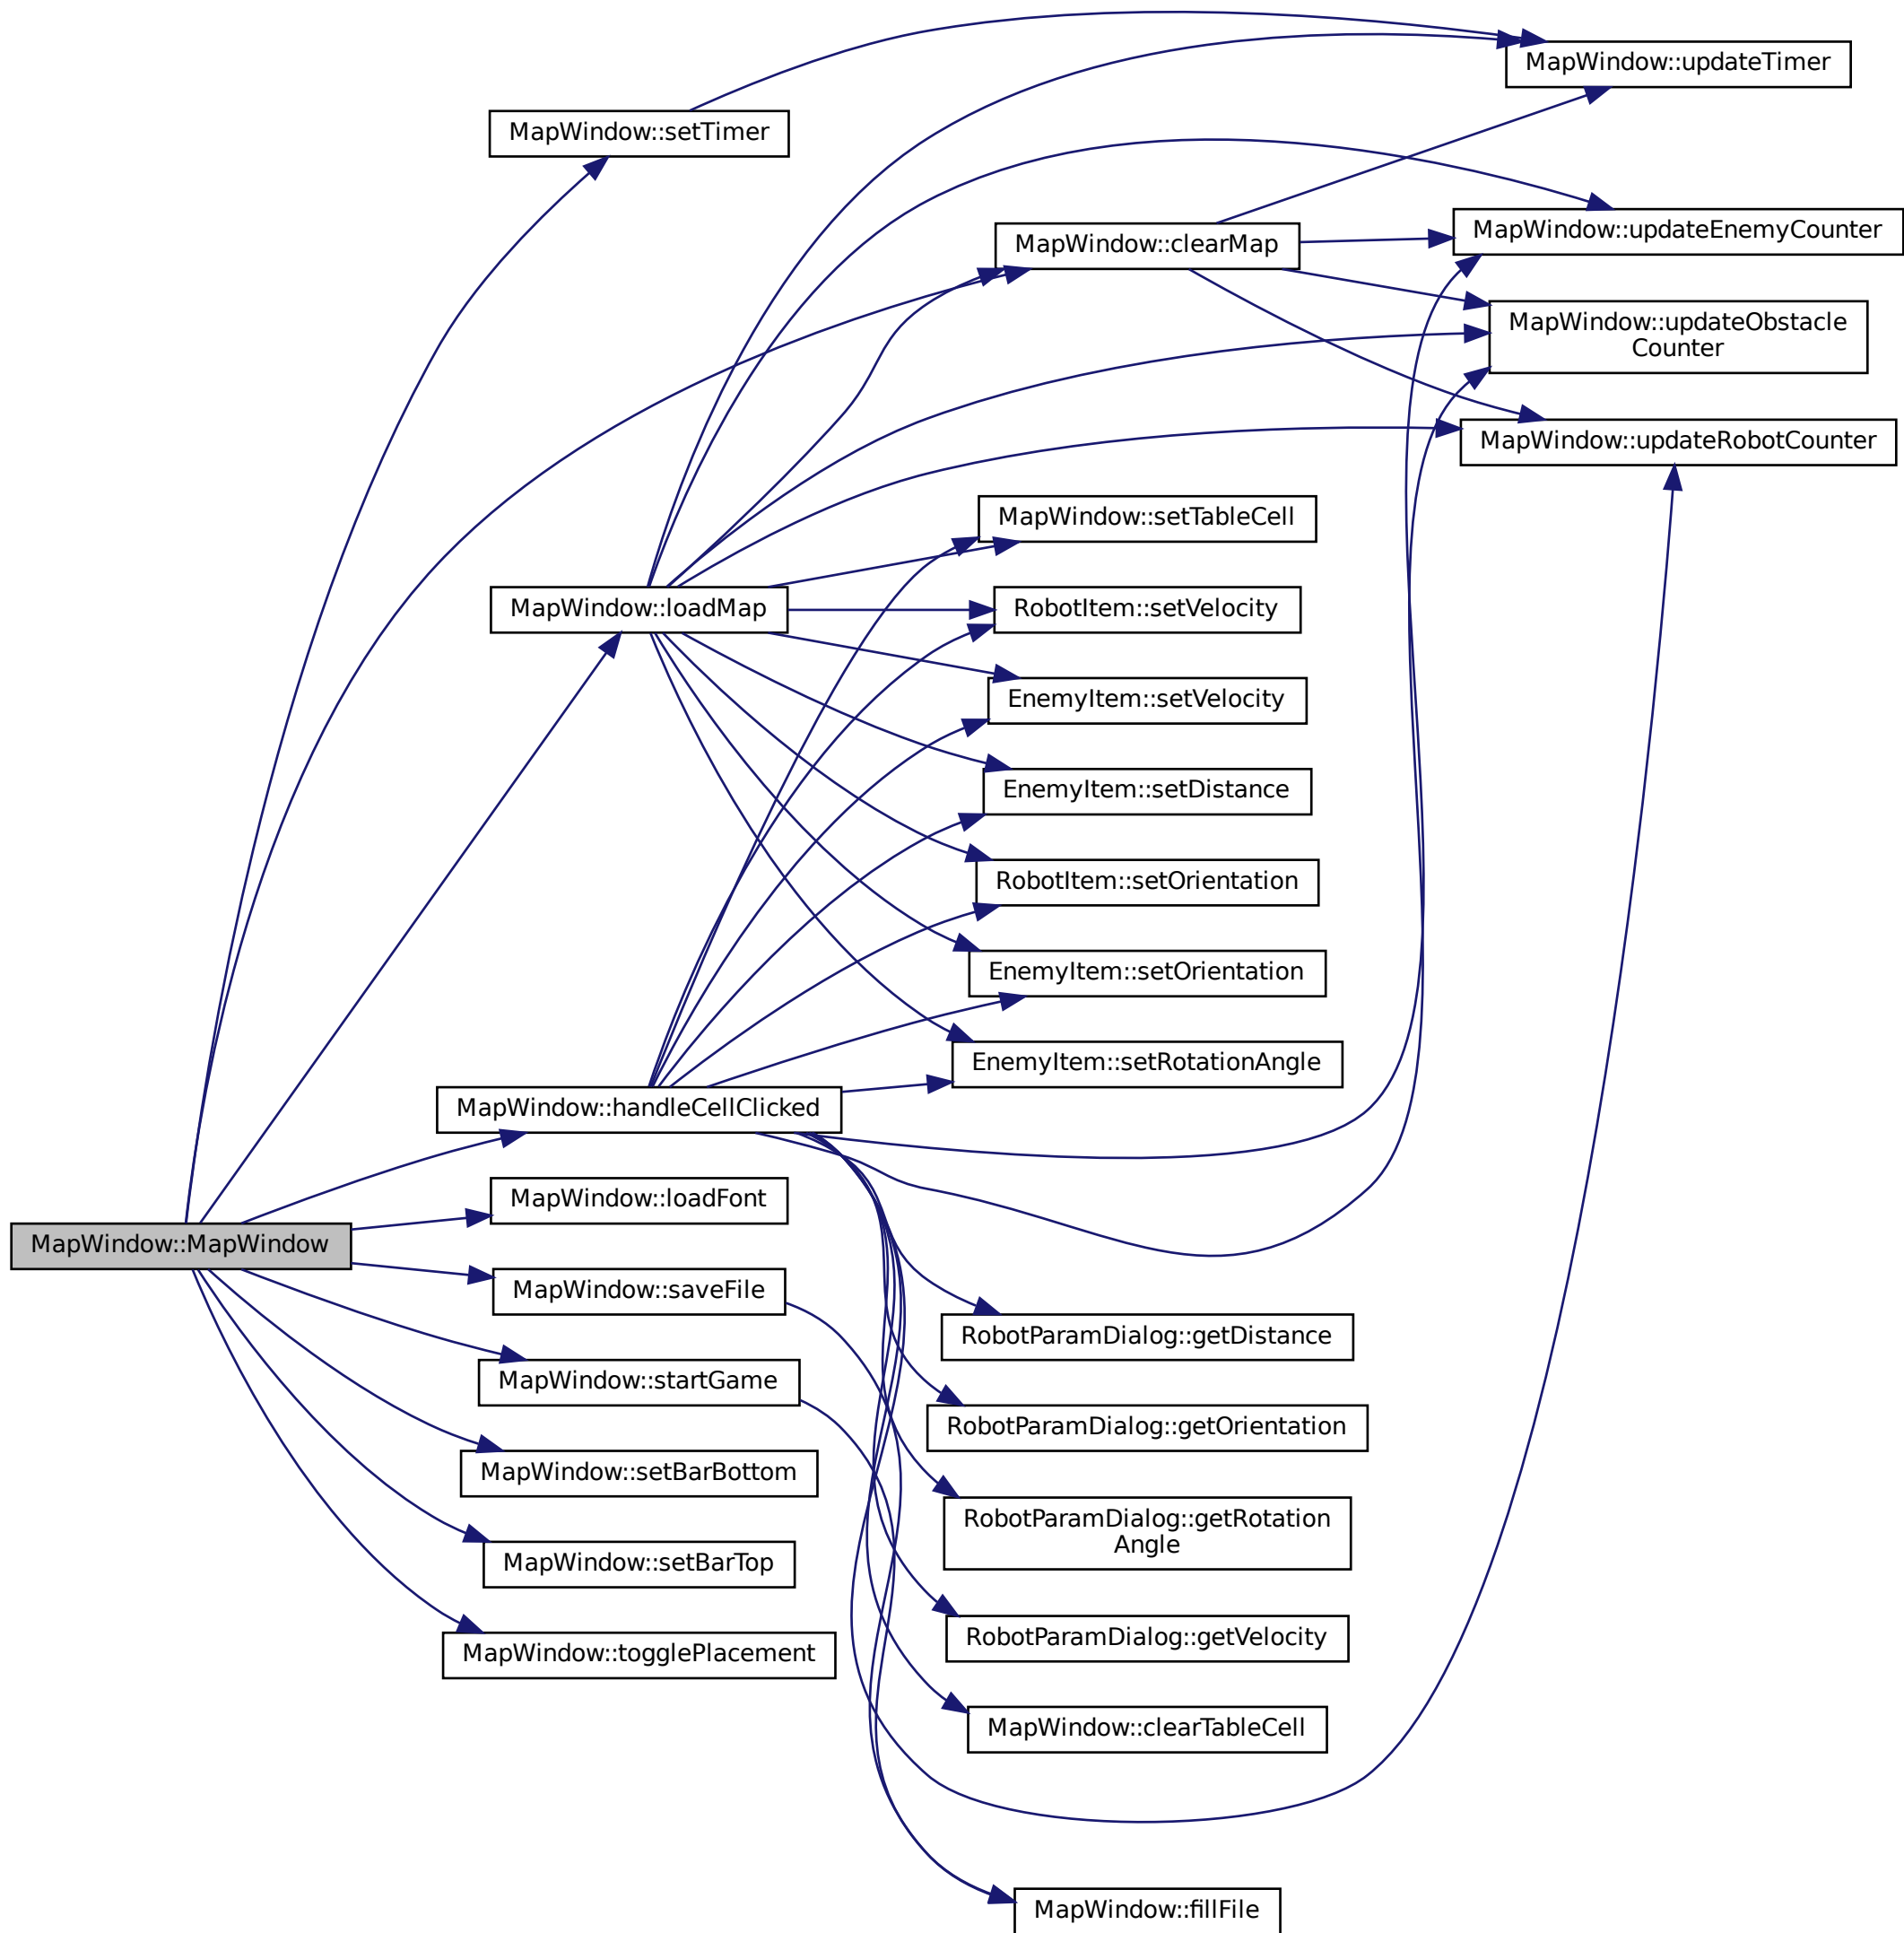 MapWindow::updateTimer
MapWindow::setTimer
MapWindow::updateEnemyCounter
MapWindow::clearMap
MapWindow::updateObstacle
Counter
MapWindow::updateRobotCounter
MapWindow::setTableCell
MapWindow::loadMap
RobotItem::setVelocity
EnemyItem::setVelocity
EnemyItem::setDistance
RobotItem::setOrientation
EnemyItem::setOrientation
EnemyItem::setRotationAngle
MapWindow::handleCellClicked
MapWindow::loadFont
MapWindow::MapWindow
MapWindow::saveFile
RobotParamDialog::getDistance
MapWindow::startGame
RobotParamDialog::getOrientation
MapWindow::setBarBottom
RobotParamDialog::getRotation
Angle
MapWindow::setBarTop
RobotParamDialog::getVelocity
MapWindow::togglePlacement
MapWindow::clearTableCell
MapWindow::fillFile